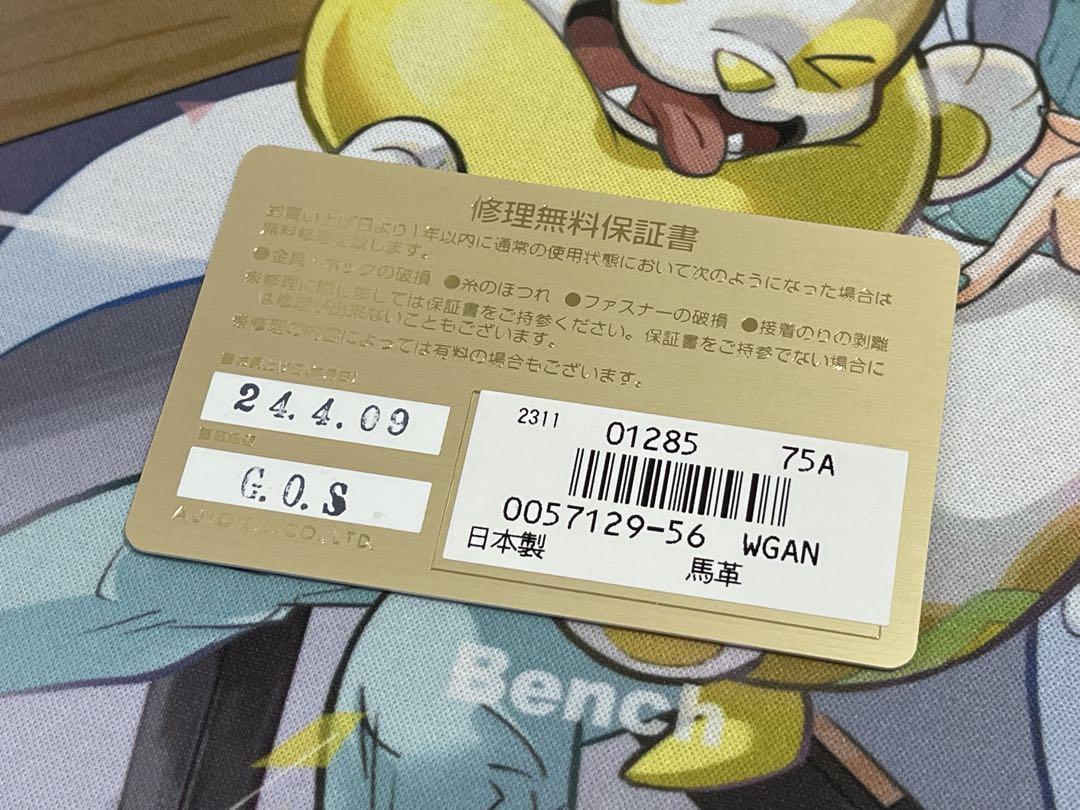 修理無料保証書
お買い上げ日より1年以内に通常の使用状態において次のようになった場合は
無料修理を致します。
●金具・ホックの破損 ●糸のほつれ ●ファスナーの破損 ●接着のりの剥離
※修理に際しましては保証書をご持参ください。保証書をご持参でない場合に
は修理が出来ないこともございます。
※修理の内容によっては有料の場合もございます。
24.4.09
G.O.S
AJIOKA.CO.,LTD.
2311 01285 75A
0057129-56 WGAN
日本製 馬革
Bench